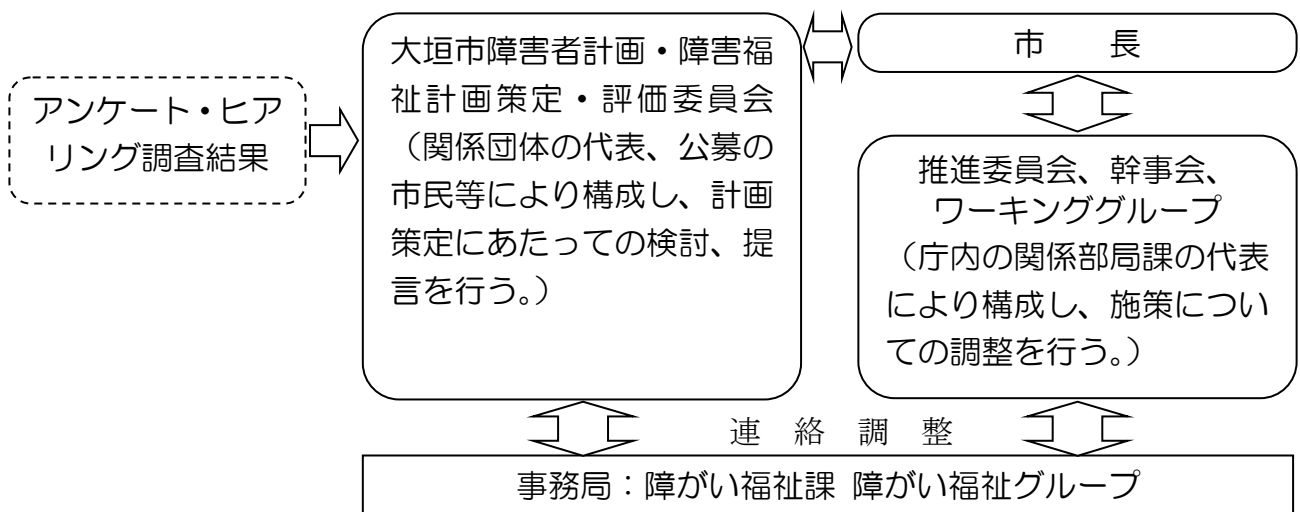 アンケート・ヒア
リング調査結果
大垣市障害者計画・障害福
祉計画策定・評価委員会
（関係団体の代表、公募の
市民等により構成し、計画
策定にあたっての検討、提
言を行う。）
市　　長
推進委員会、幹事会、
ワーキンググループ
（庁内の関係部局課の代表
により構成し、施策につい
ての調整を行う。）
連　絡　調　整
事務局：障がい福祉課 障がい福祉グループ